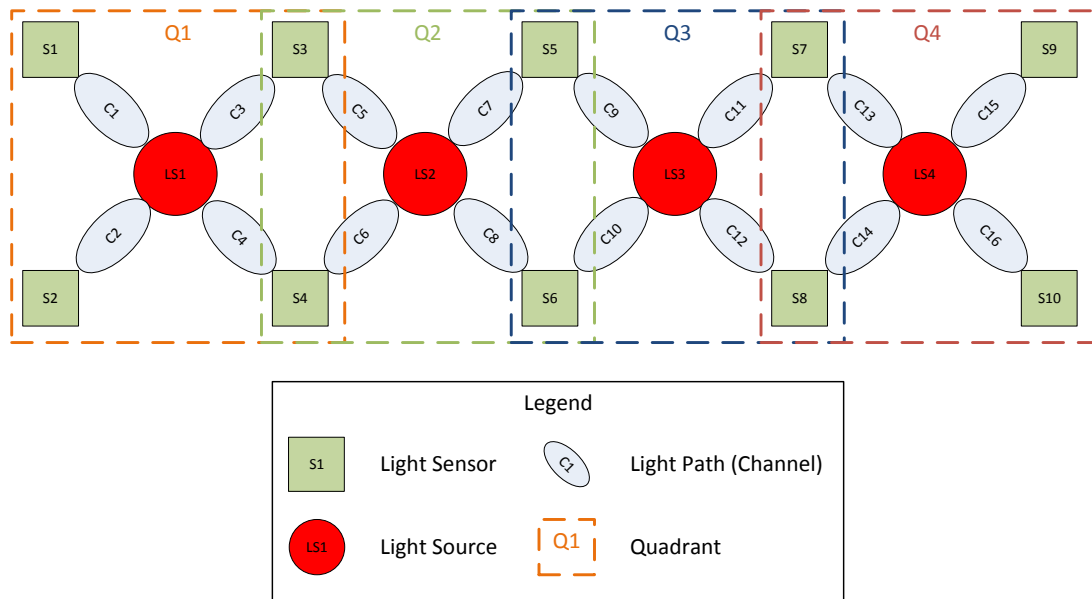 S1 Q1 S3 Q2 S5 Q3 S7 Q4 S9
C1 C3 C5 C7 C9 C11 C13 C15
LS1 LS2 LS3 LS4
C2 C4 C6 C8 C10 C12 C14 C16
S2 S4 S6 S8 S10
Legend
S1 Light Sensor C1 Light Path (Channel)
LS1 Light Source Q1 Quadrant